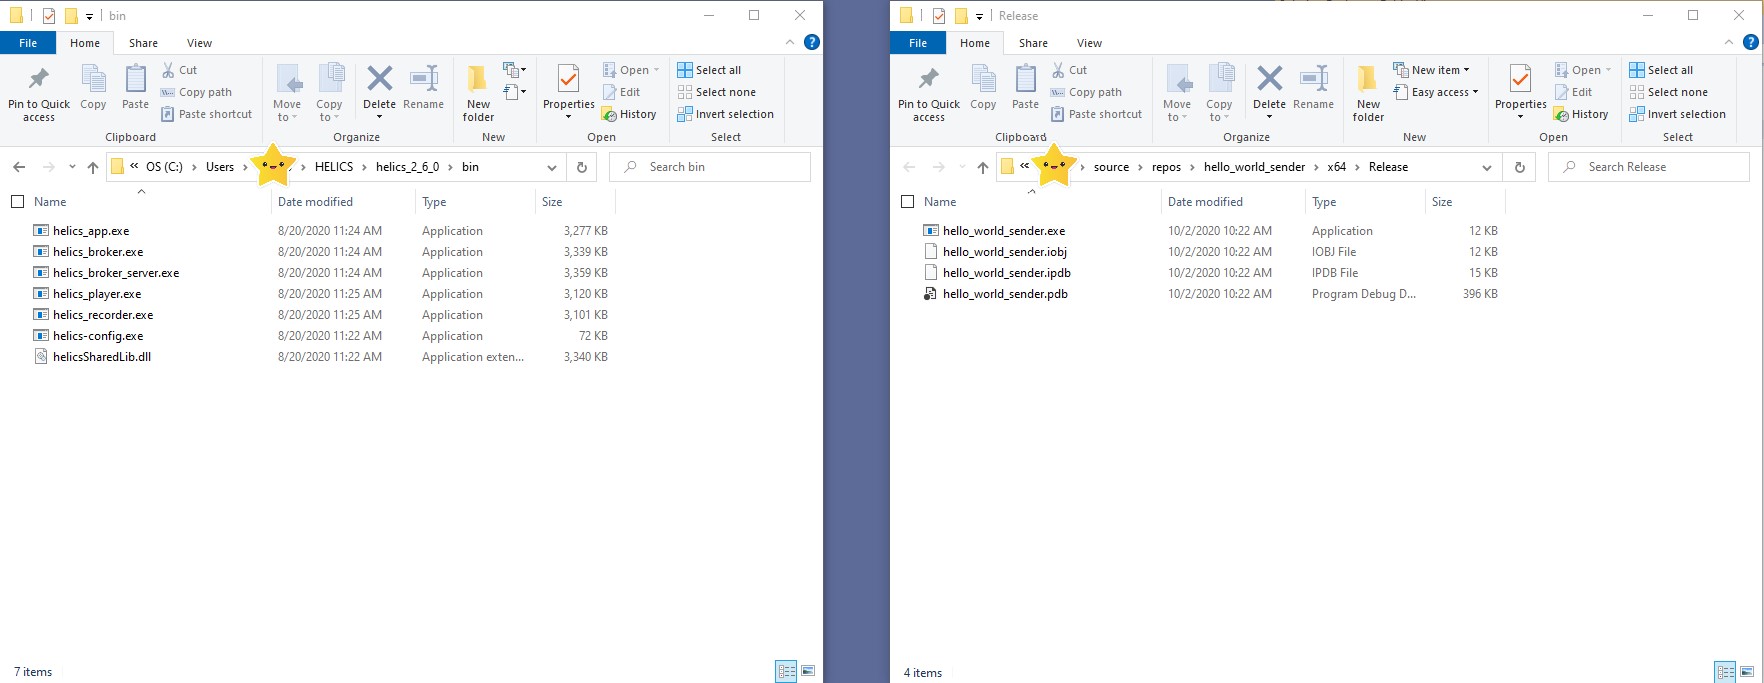 bin
File Home Share View
Pin to Quick access
Copy
Paste
Cut
Copy path
Paste shortcut
Clipboard
Move to
Copy to
Delete
Rename
Organize
New folder
New
Properties
Open
Edit
History
Open
Select all
Select none
Invert selection
Select
« OS (C:) › Users › › HELICS › helics_2_6_0 › bin
Search bin
Name Date modified Type Size
helics_app.exe 8/20/2020 11:24 AM Application 3,277 KB
helics_broker.exe 8/20/2020 11:24 AM Application 3,339 KB
helics_broker_server.exe 8/20/2020 11:24 AM Application 3,359 KB
helics_player.exe 8/20/2020 11:25 AM Application 3,120 KB
helics_recorder.exe 8/20/2020 11:25 AM Application 3,101 KB
helics-config.exe 8/20/2020 11:22 AM Application 72 KB
helicsSharedLib.dll 8/20/2020 11:22 AM Application exten... 3,340 KB
7 items
Release
File Home Share View
Pin to Quick access
Copy
Paste
Cut
Copy path
Paste shortcut
Clipboard
Move to
Copy to
Delete
Rename
Organize
New folder
New item
Easy access
New
Properties
Open
Edit
History
Open
Select all
Select none
Invert selection
Select
« › source › repos › hello_world_sender › x64 › Release
Search Release
Name Date modified Type Size
hello_world_sender.exe 10/2/2020 10:22 AM Application 12 KB
hello_world_sender.iobj 10/2/2020 10:22 AM IOBJ File 12 KB
hello_world_sender.ipdb 10/2/2020 10:22 AM IPDB File 15 KB
hello_world_sender.pdb 10/2/2020 10:22 AM Program Debug D... 396 KB
4 items